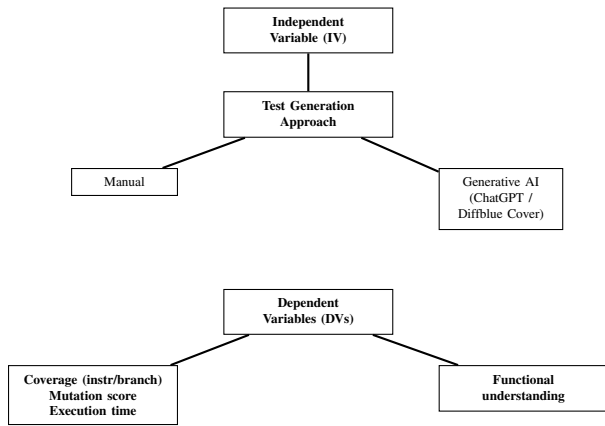 Independent
Variable (IV)
Test Generation
Approach
Manual
Generative AI
(ChatGPT /
Diffblue Cover)
Dependent
Variables (DVs)
Coverage (instr/branch)
Mutation score
Execution time
Functional
understanding